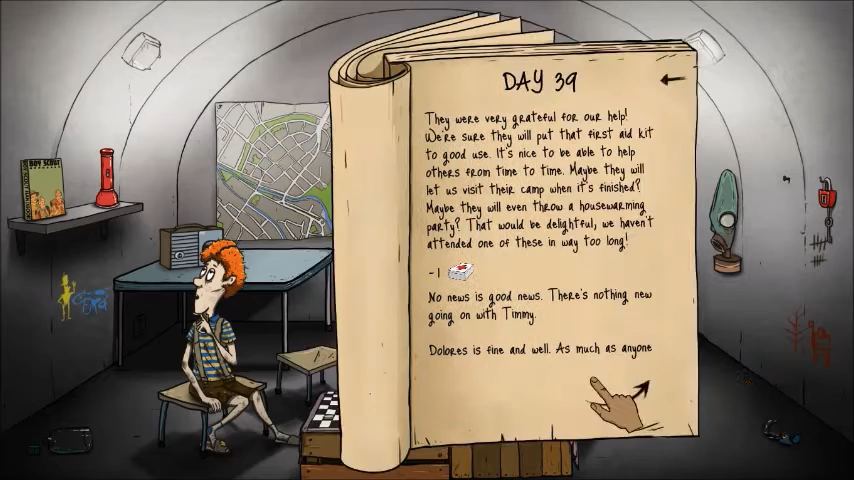 DAY 39
They were very grateful for our help!
We're sure they will put that first aid kit
to good use. It's nice to be able to help
others from time to time. Maybe they will
let us visit their camp when it's finished?
Maybe they will even throw a housewarming
party? That would be delightful, we haven't
attended one of these in way too long!
-1
No news is good news. There's nothing new
going on with Timmy.
Dolores is fine and well. As much as anyone
BOY SCOUT